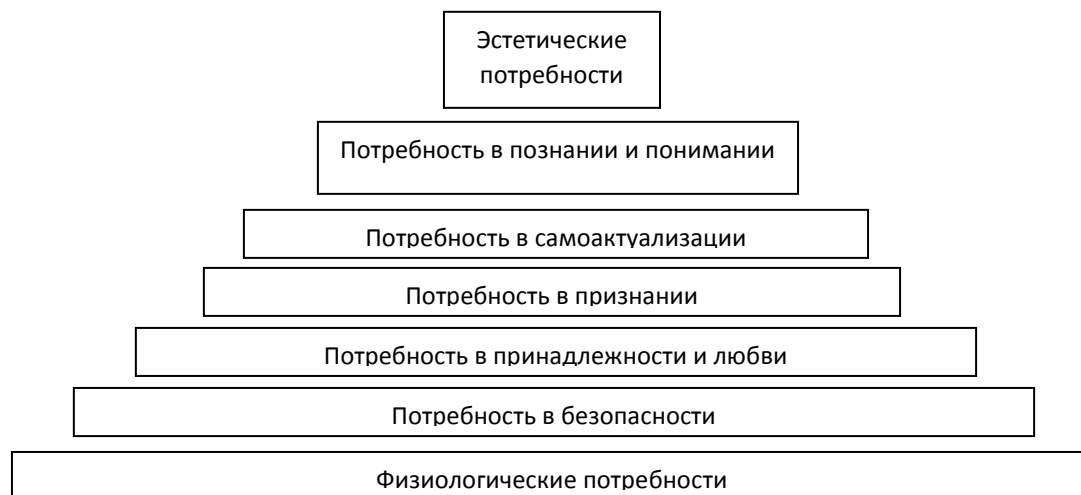 Эстетические
потребности
Потребность в познании и понимании
Потребность в самоактуализации
Потребность в признании
Потребность в принадлежности и любви
Потребность в безопасности
Физиологические потребности